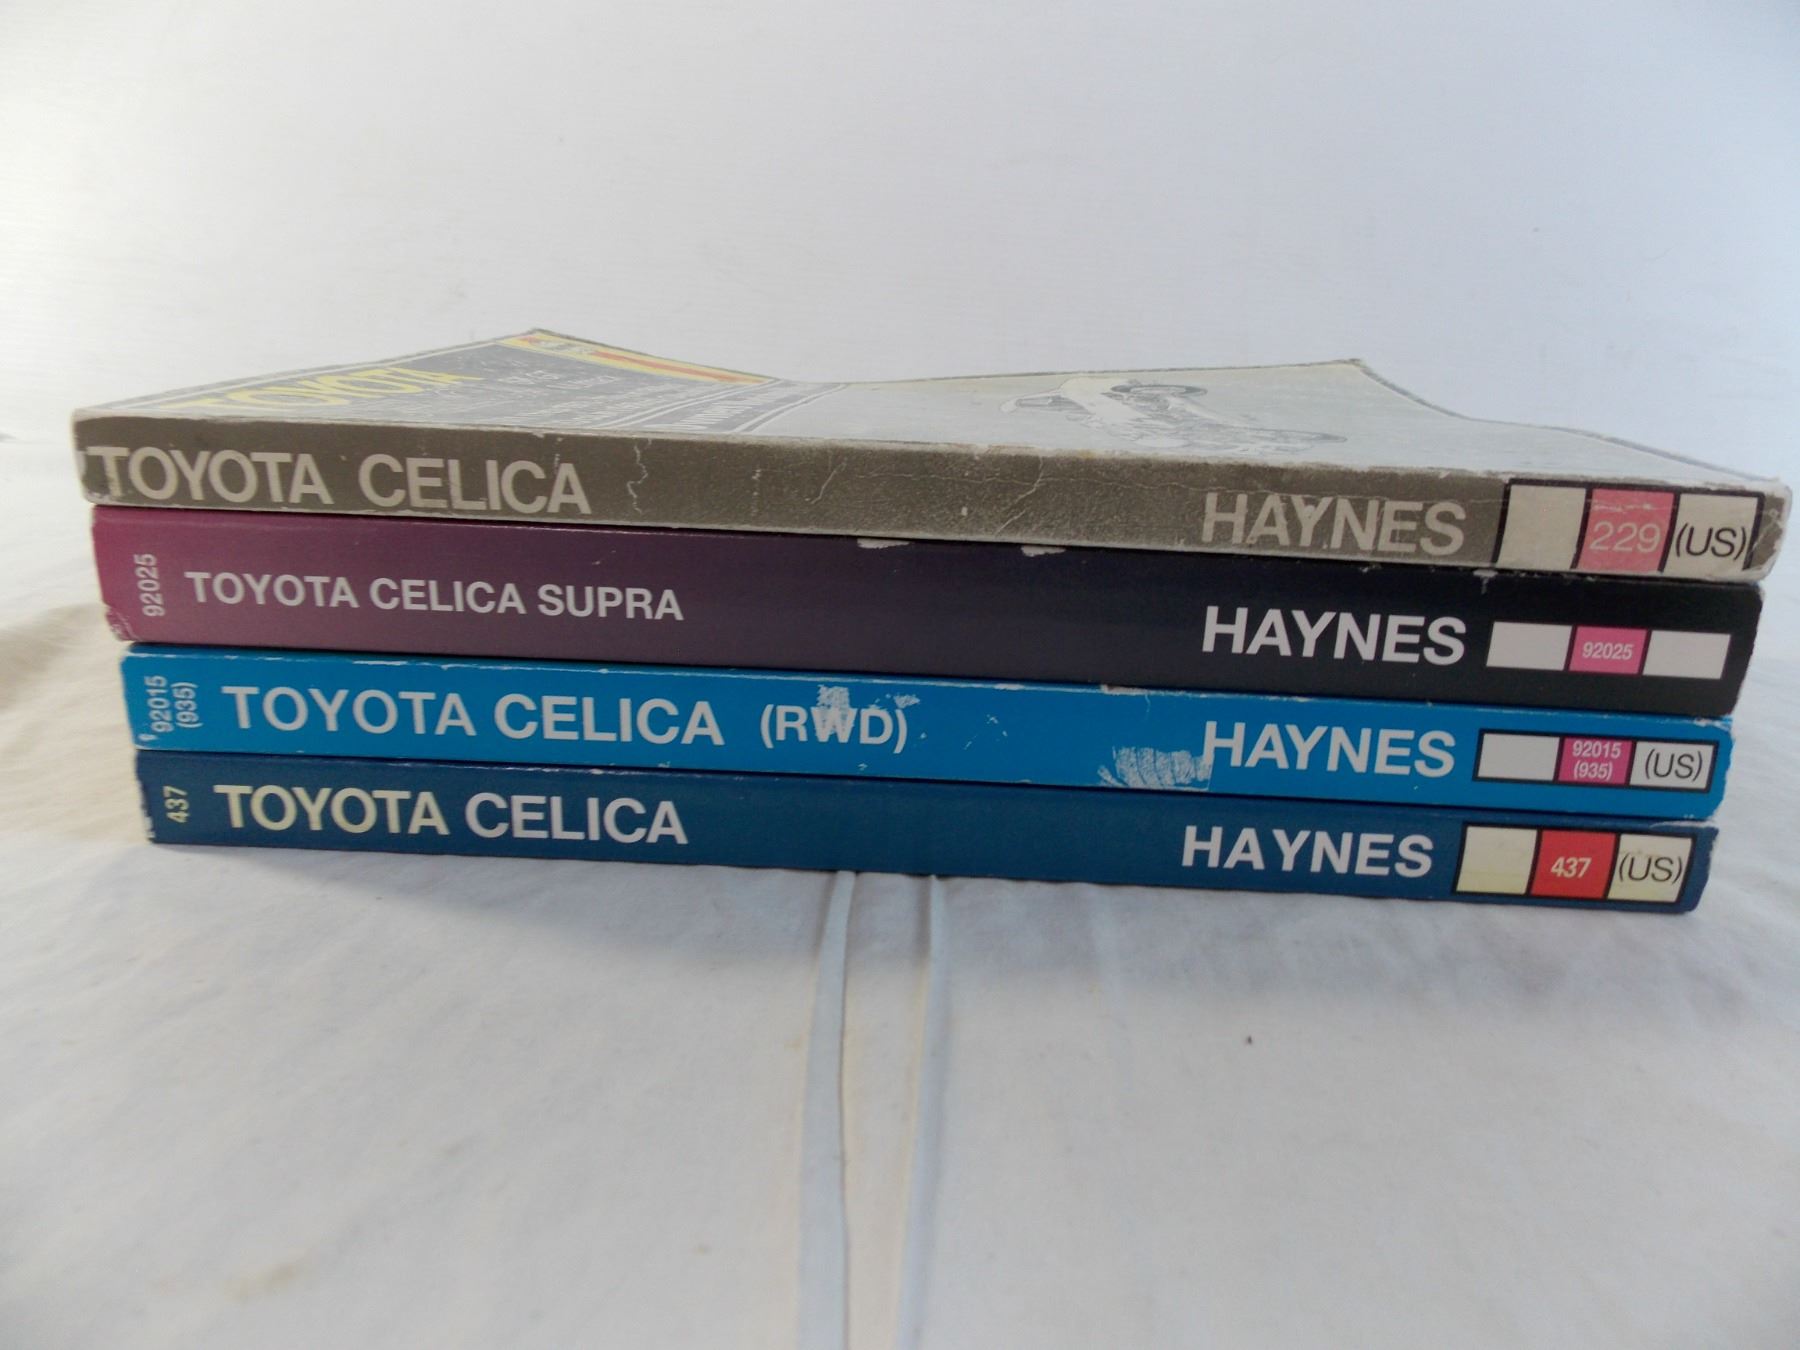 TOYOTA
TOYOTA CELICA HAYNES 229 (US)
92025 TOYOTA CELICA SUPRA HAYNES 92025
92015
(935)
TOYOTA CELICA (RWD) HAYNES
92015
(935)
(US)
437 TOYOTA CELICA HAYNES 437 (US)